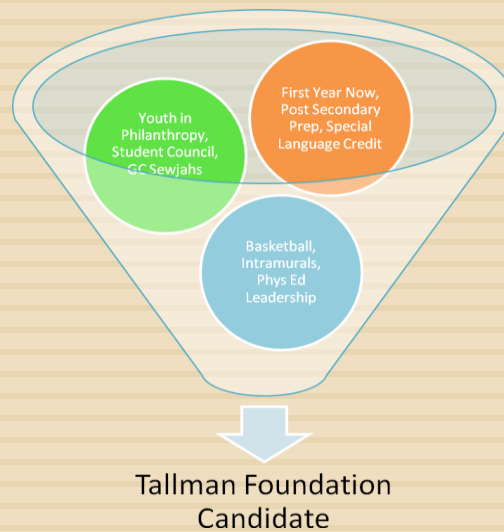 First Year Now,
Post Secondary
Prep, Special
Language Credit
Youth in
Philanthropy,
Student Council,
GC Sewjahs
Basketball,
Intramurals,
Phys Ed
Leadership
Tallman Foundation
Candidate